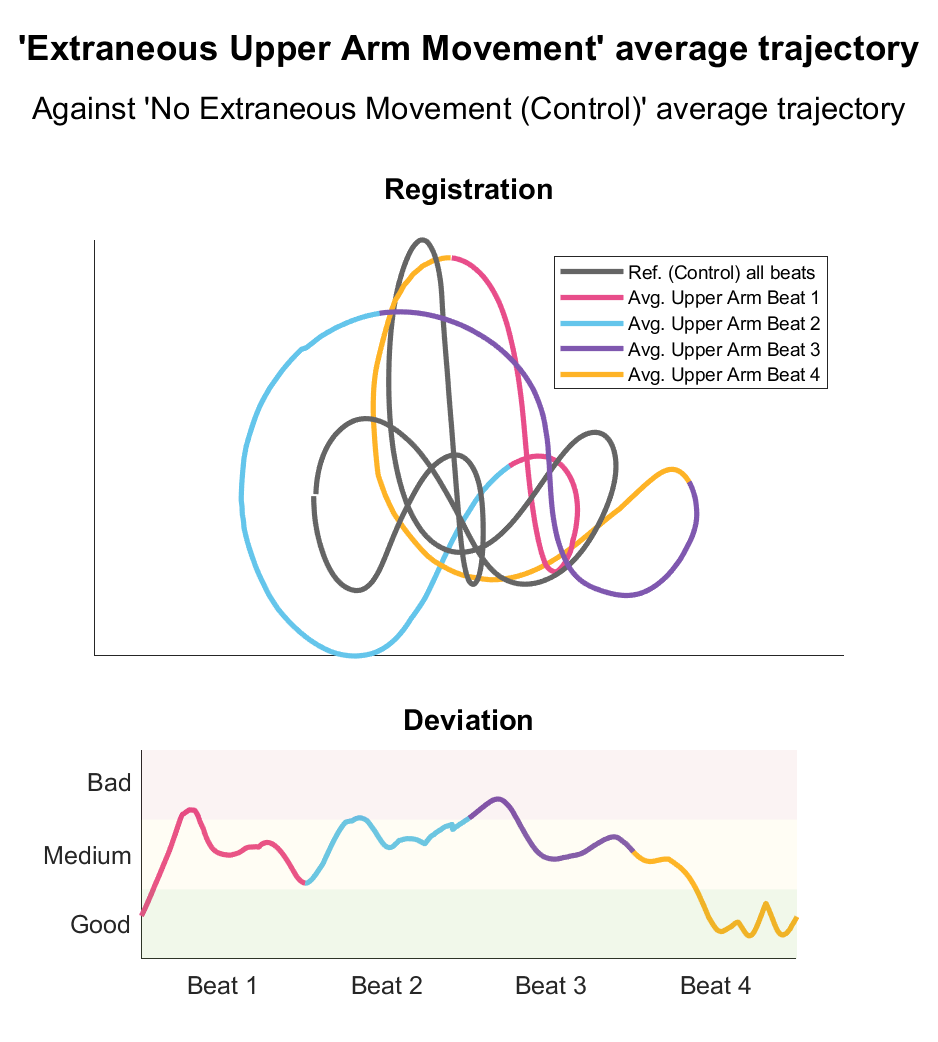 'Extraneous Upper Arm Movement' average trajectory
Against 'No Extraneous Movement (Control)' average trajectory
Registration
Ref. (Control) all beats
Avg. Upper Arm Beat 1
Avg. Upper Arm Beat 2
Avg. Upper Arm Beat 3
Avg. Upper Arm Beat 4
Deviation
Bad
Medium
Good
Beat 1
Beat 2
Beat 3
Beat 4